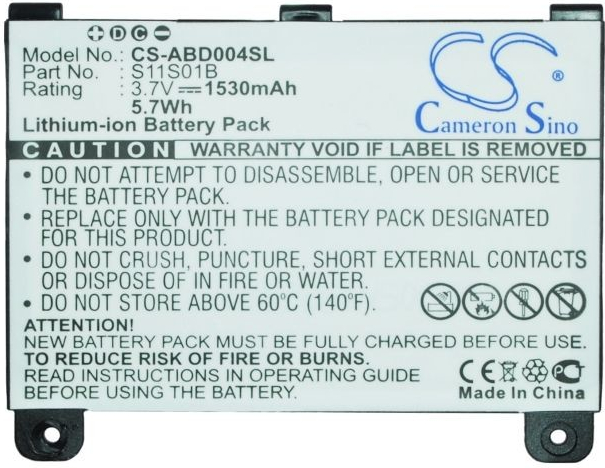 D C
Model No.: CS-ABD004SL
Part No. : S11S01B
Rating : 3.7V 1530mAh
5.7Wh
Lithium-ion Battery Pack
CS
®
Cameron Sino
CAUTION WARRANTY VOID IF LABEL IS REMOVED
• DO NOT ATTEMPT TO DISASSEMBLE, OPEN OR SERVICE
THE BATTERY PACK.
• REPLACE ONLY WITH THE BATTERY PACK DESIGNATED
FOR THIS PRODUCT.
• DO NOT CRUSH, PUNCTURE, SHORT EXTERNAL CONTACTS
OR DISPOSE OF IN FIRE OR WATER.
• DO NOT STORE ABOVE 60°C (140°F).
ATTENTION!
NEW BATTERY PACK MUST BE FULLY CHARGED BEFORE USE.
TO REDUCE RISK OF FIRE OR BURNS.
READ INSTRUCTIONS IN OPERATING GUIDE CAREFULLY
BEFORE USING THE BATTERY PACK.
CE